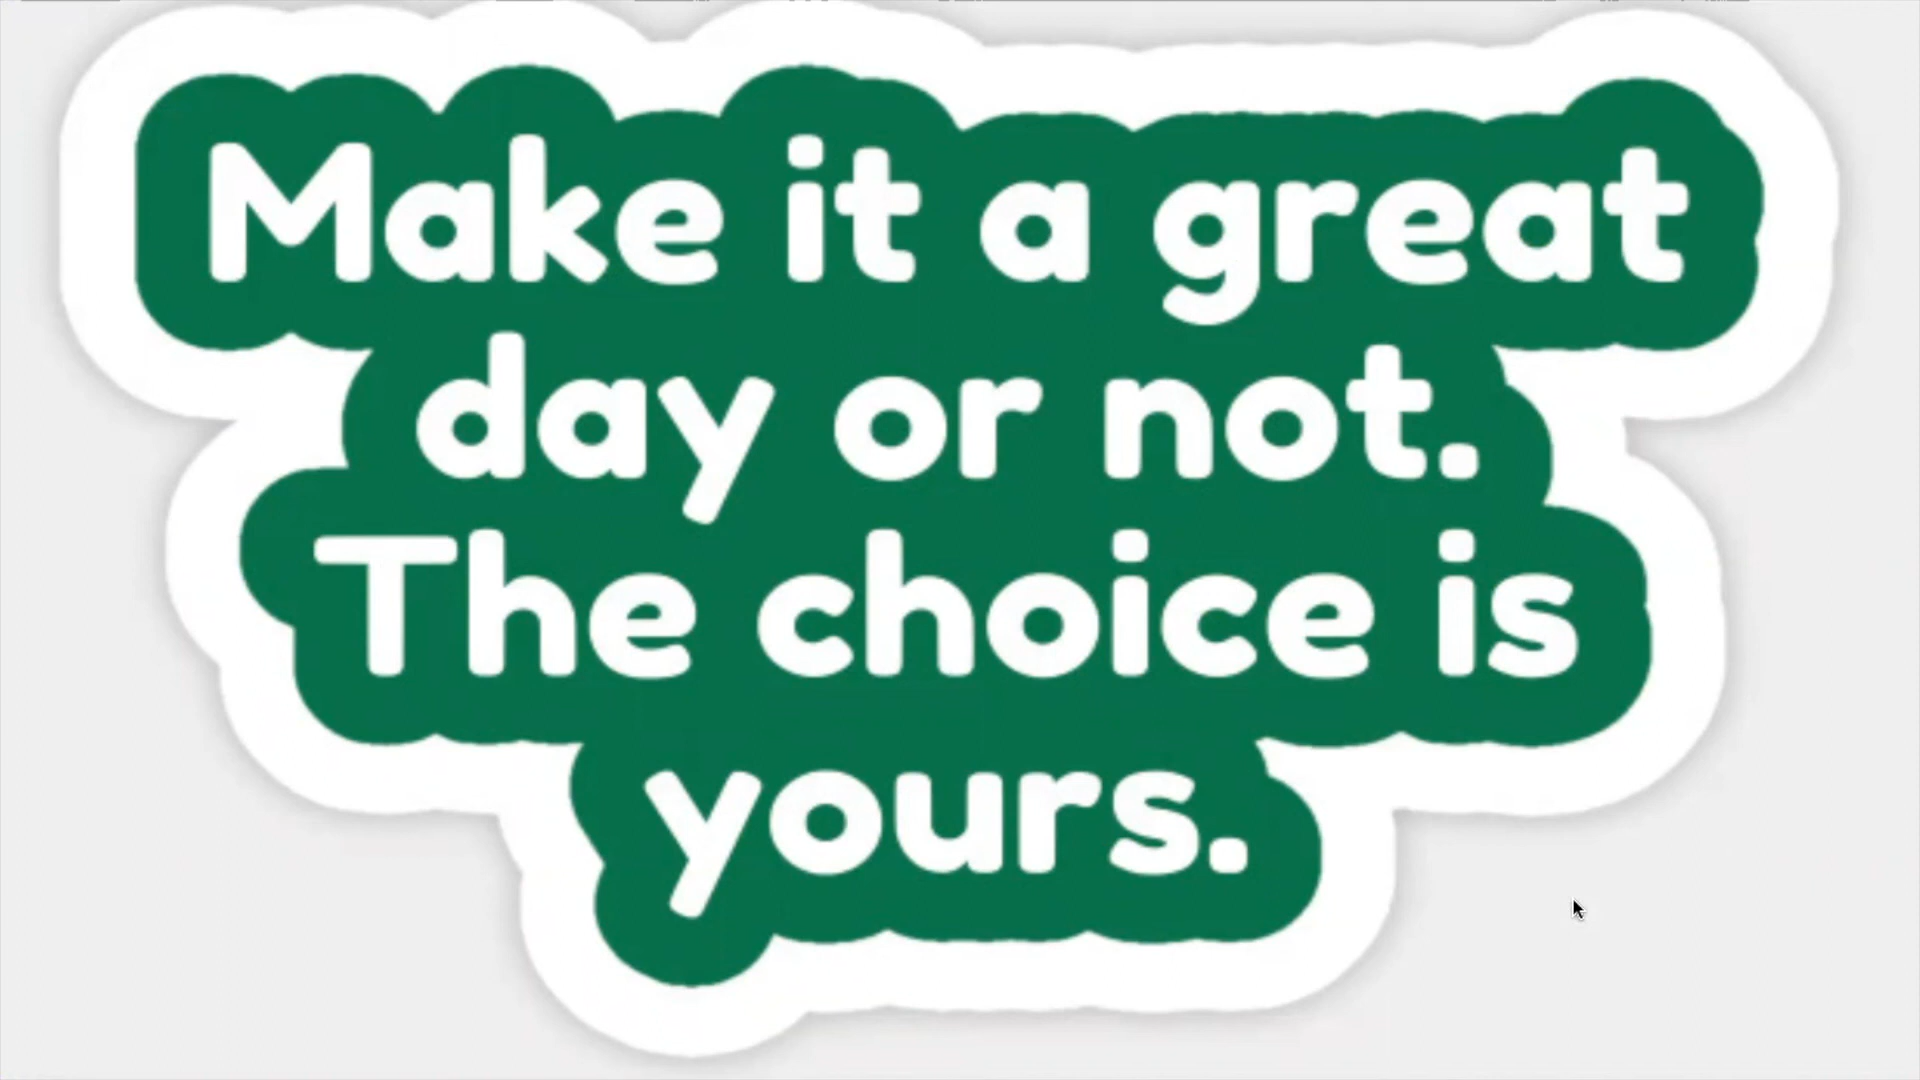 Make it a great
day or not.
The choice is
yours.